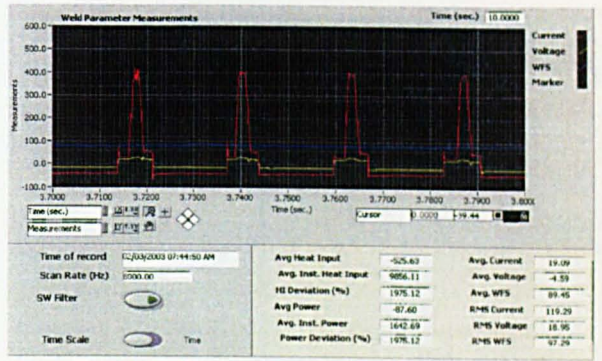 Weld Parameter Measurements
Time (sec.) 10.0000
600.0
500.0
400.0
300.0
200.0
100.0
0.0
-100.0
Measurements
3.7000 3.7100 3.7200 3.7300 3.7400 3.7500 3.7600 3.7700 3.7800 3.7900 3.8000
Time (sec.)
Current
Voltage
WFS
Marker
Time (sec.)
Measurements
Cursor 0.0000 -59.44
Time of record 02/03/2003 07:44:50 AM
Scan Rate (Hz)
SW Filter
Time Scale Time
Avg Heat Input -525.63
Avg. Inst. Heat Input 9856.11
HI Deviation (%) 1975.12
Avg Power -87.60
Avg. Inst. Power 1642.69
Power Deviation (%) 1975.12
Avg. Current 19.09
Avg. Voltage -4.59
Avg. WFS 89.45
RMS Current 119.29
RMS Voltage 18.95
RMS WFS 97.29